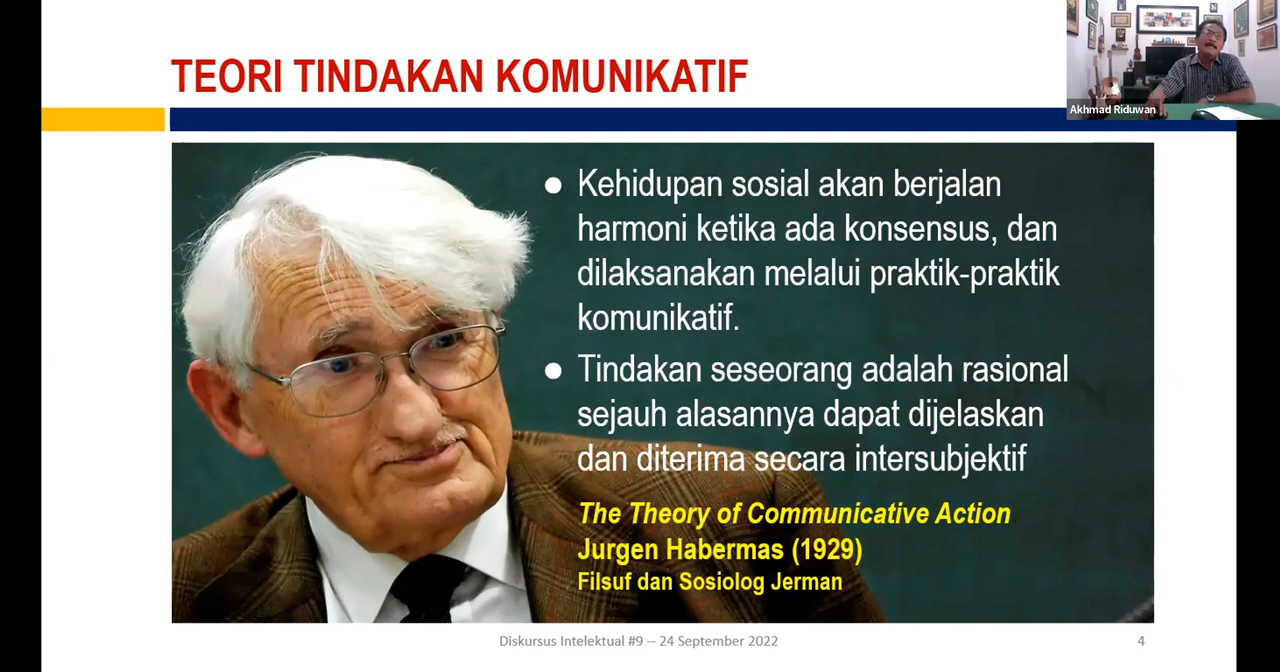 TEORI TINDAKAN KOMUNIKATIF
Akhmad Riduwan
● Kehidupan sosial akan berjalan
harmoni ketika ada konsensus, dan
dilaksanakan melalui praktik-praktik
komunikatif.
● Tindakan seseorang adalah rasional
sejauh alasannya dapat dijelaskan
dan diterima secara intersubjektif
The Theory of Communicative Action
Jurgen Habermas (1929)
Filsuf dan Sosiolog Jerman
Diskursus Intelektual #9 -- 24 September 2022
4